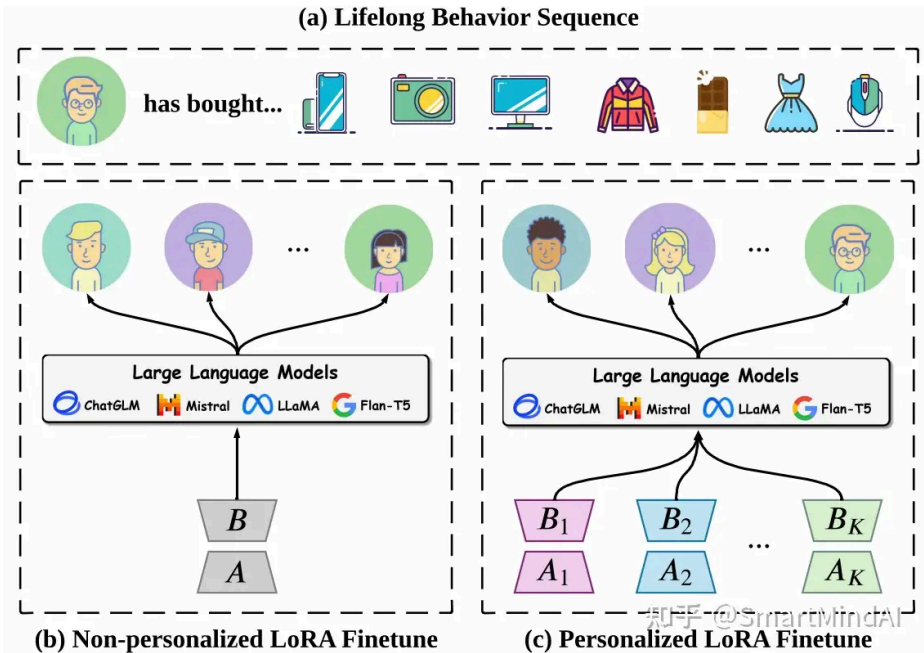 (a) Lifelong Behavior Sequence
has bought...
...
...
Large Language Models
ChatGLM Mistral LLaMA Flan-T5
Large Language Models
ChatGLM Mistral LLaMA Flan-T5
B
A
B1 B2 BK
...
A1 A2 AK
知乎 @SmartMindAI
(b) Non-personalized LoRA Finetune
(c) Personalized LoRA Finetune